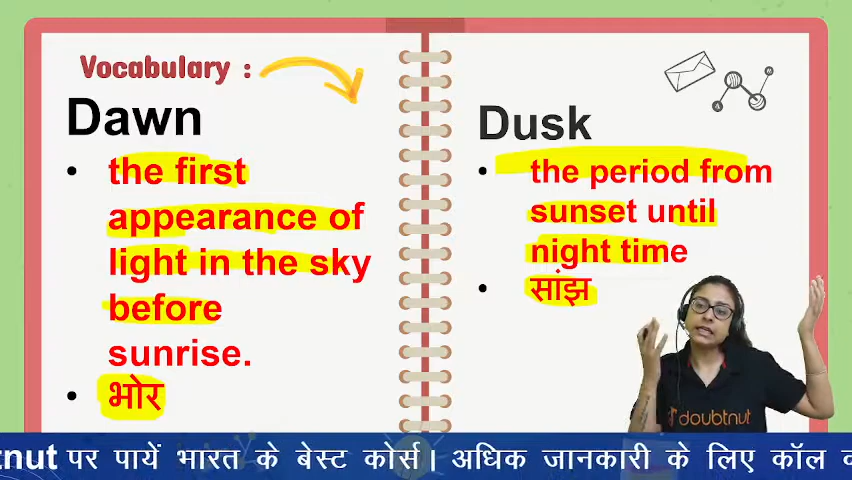 Vocabulary :
Dawn
• the first
appearance of
light in the sky
before
sunrise.
• भोर
Dusk
• the period from
sunset until
night time
• सांझ
doubtnut
tnut पर पायें भारत के बेस्ट कोर्स। अधिक जानकारी के लिए कॉल